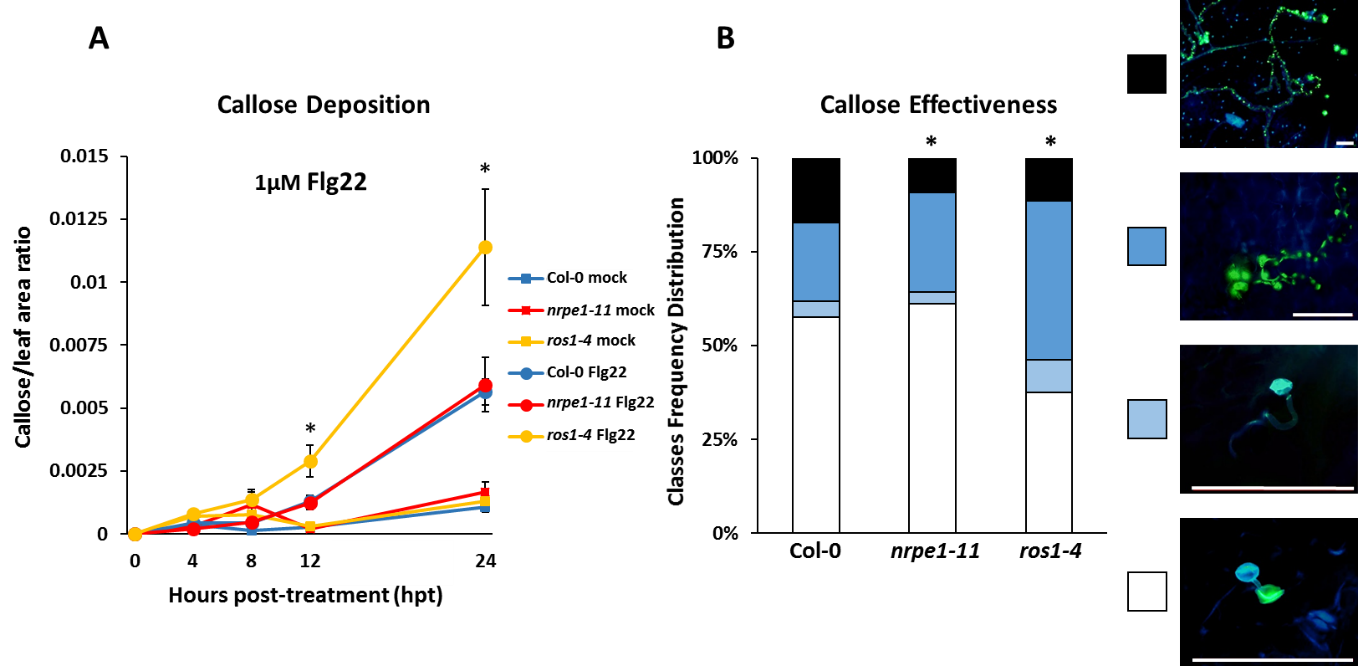 A
Callose Deposition
1µM Flg22
Callose/leaf area ratio
0.015
0.0125
0.01
0.0075
0.005
0.0025
0
*
*
0 4 8 12 24
Hours post-treatment (hpt)
Col-0 mock
nrpe1-11 mock
ros1-4 mock
Col-0 Flg22
nrpe1-11 Flg22
ros1-4 Flg22
B
Callose Effectiveness
* *
Classes Frequency Distribution
100%
75%
50%
25%
0%
Col-0 nrpe1-11 ros1-4